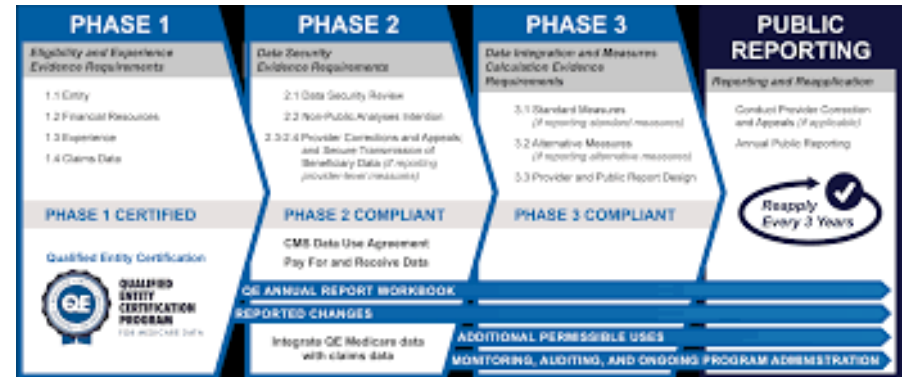 PHASE 1
Eligibility and Experience
Evidence Requirements
1.1 Entity
1.2 Financial Resources
1.3 Experience
1.4 Claims Data
PHASE 1 CERTIFIED
Qualified Entity Certification
QE
QUALIFIED
ENTITY
CERTIFICATION
PROGRAM
FOR MEDICARE DATA
PHASE 2
Data Security
Evidence Requirements
2.1 Data Security Review
2.2 Non-Public Analyses Intention
2.3/2.4 Provider Corrections and Appeals;
and Secure Transmission of
Beneficiary Data (if reporting
provider-level measures)
PHASE 2 COMPLIANT
CMS Data Use Agreement
Pay For and Receive Data
PHASE 3
Data Integration and Measures
Calculation Evidence
Requirements
3.1 Standard Measures
(if reporting standard measures)
3.2 Alternative Measures
(if reporting alternative measures)
3.3 Provider and Public Report Design
PHASE 3 COMPLIANT
PUBLIC
REPORTING
Reporting and Reapplication
Conduct Provider Correction
and Appeals (if applicable)
Annual Public Reporting
Reapply
Every 3 Years
QE ANNUAL REPORT WORKBOOK
REPORTED CHANGES
Integrate QE Medicare data
with claims data
ADDITIONAL PERMISSIBLE USES
MONITORING, AUDITING, AND ONGOING PROGRAM ADMINISTRATION